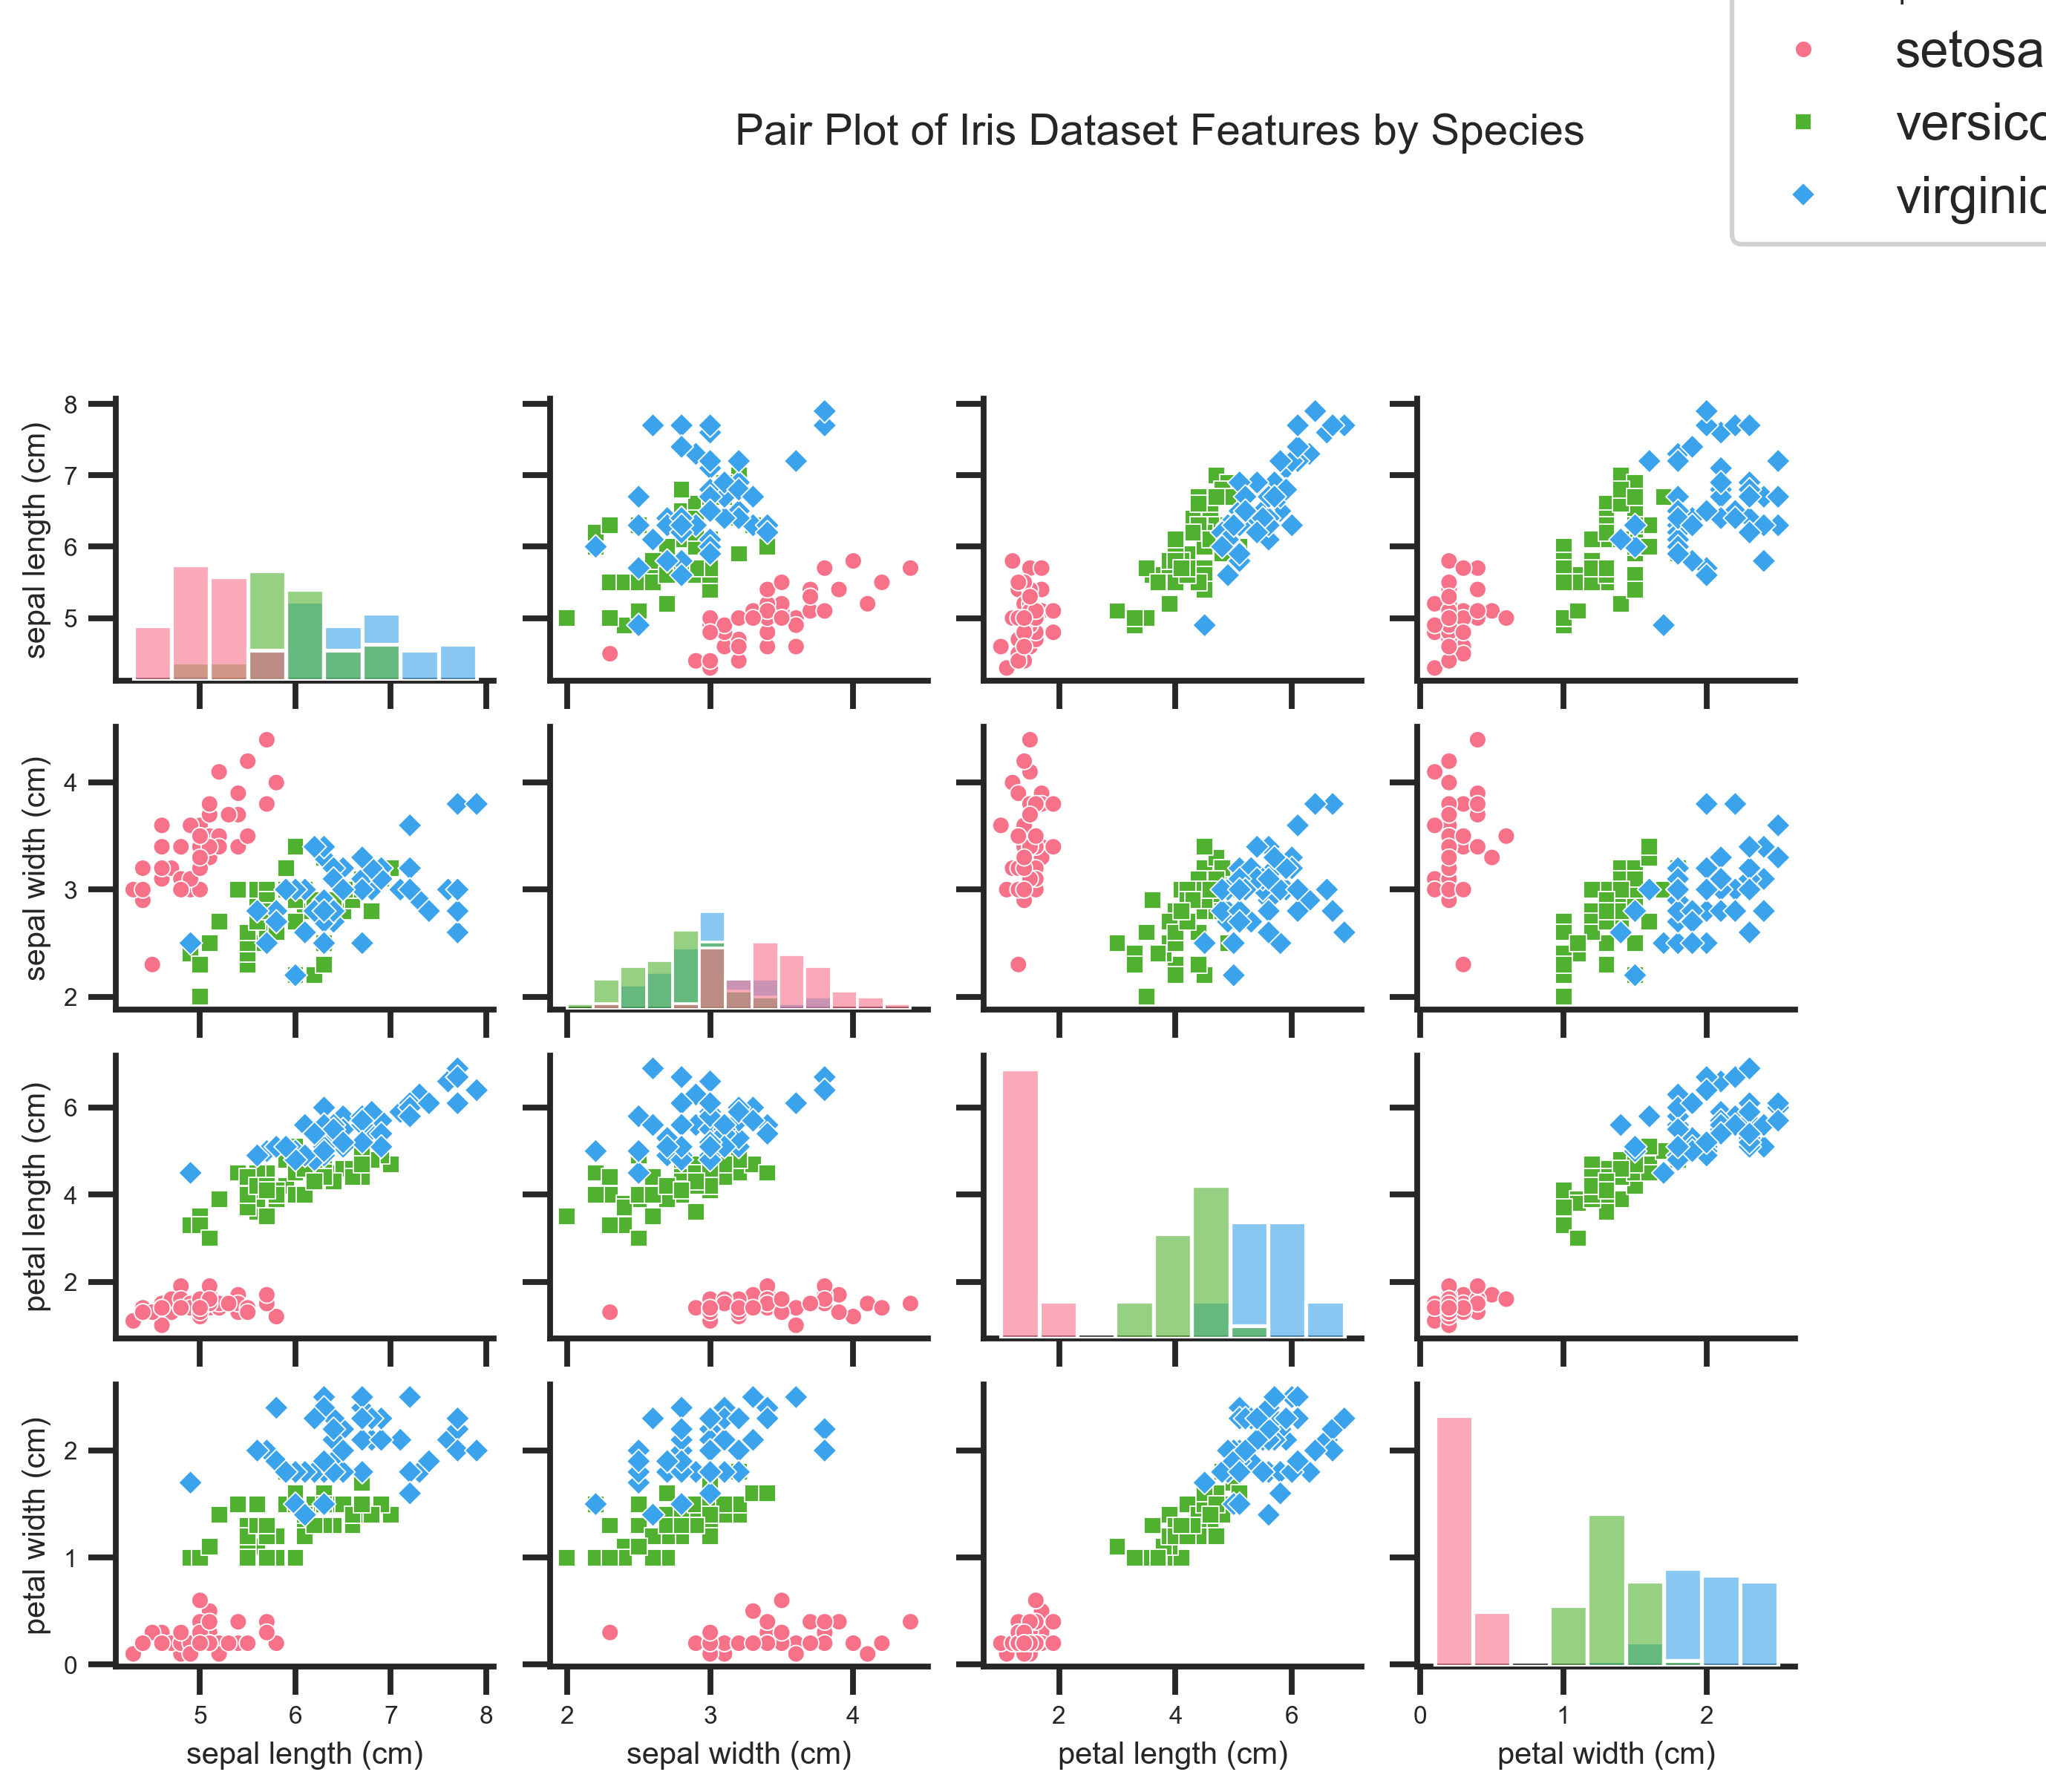 setosa
Pair Plot of Iris Dataset Features by Species
versico
virginic
8
7
6
5
sepal length (cm)
4
3
2
sepal width (cm)
6
4
2
petal length (cm)
2
1
0
petal width (cm)
5 6 7 8
2 3 4
2 4 6
0 1 2
sepal length (cm)
sepal width (cm)
petal length (cm)
petal width (cm)